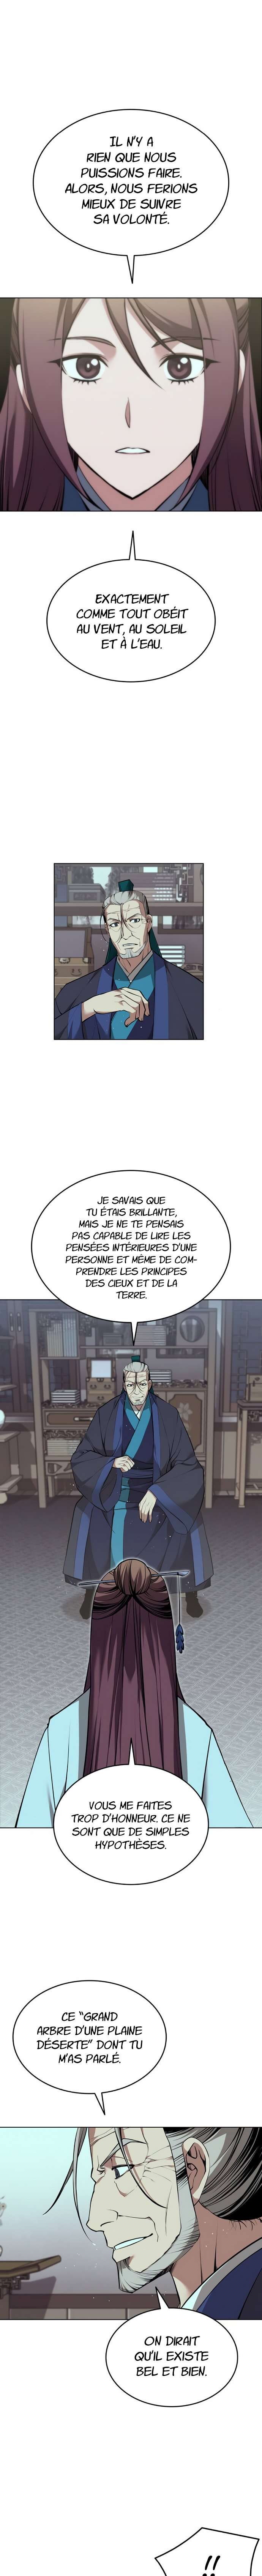 IL N'Y A
RIEN QUE NOUS
PUISSIONS FAIRE.
ALORS, NOUS FERIONS
MIEUX DE SUIVRE
SA VOLONTÉ.
EXACTEMENT
COMME TOUT OBÉIT
AU VENT, AU SOLEIL
ET À L'EAU.
JE SAVAIS QUE
TU ÉTAIS BRILLANTE,
MAIS JE NE TE PENSAIS
PAS CAPABLE DE LIRE LES
PENSÉES INTÉRIEURES D'UNE
PERSONNE ET MÊME DE COM-
PRENDRE LES PRINCIPES
DES CIEUX ET DE LA
TERRE.
VOUS ME FAITES
TROP D'HONNEUR. CE NE
SONT QUE DE SIMPLES
HYPOTHÈSES.
CE "GRAND
ARBRE D'UNE PLAINE
DÉSERTE" DONT TU
M'AS PARLÉ.
ON DIRAIT
QU'IL EXISTE
BEL ET BIEN.
!!